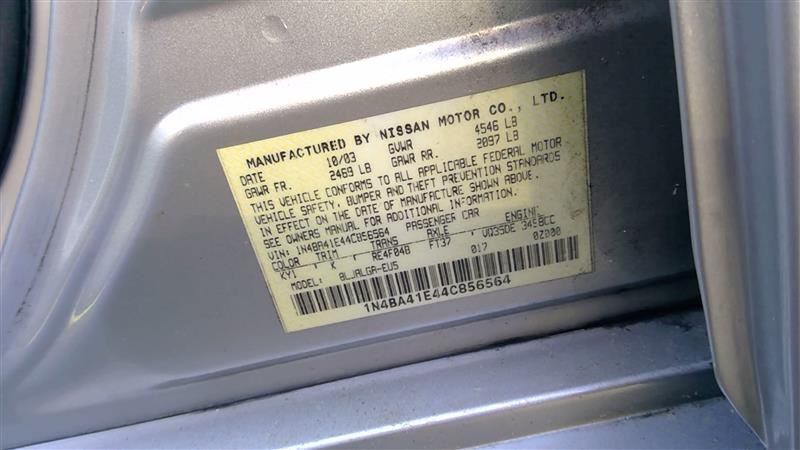 MANUFACTURED BY NISSAN MOTOR CO., LTD.
DATE 10/03 GVWR 4546 LB
GAWR FR. 2469 LB GAWR RR. 2097 LB
THIS VEHICLE CONFORMS TO ALL APPLICABLE FEDERAL MOTOR
VEHICLE SAFETY, BUMPER AND THEFT PREVENTION STANDARDS
IN EFFECT ON THE DATE OF MANUFACTURE SHOWN ABOVE.
SEE OWNERS MANUAL FOR ADDITIONAL INFORMATION.
VIN: 1N4BA41E44C856564 PASSENGER CAR
COLOR TRIM TRANS AXLE ENGINE
KY1 K RE4F04B FT37 VQ35DE 3498CC
MODEL: BLJALGA-EU5 017 02000
1N4BA41E44C856564